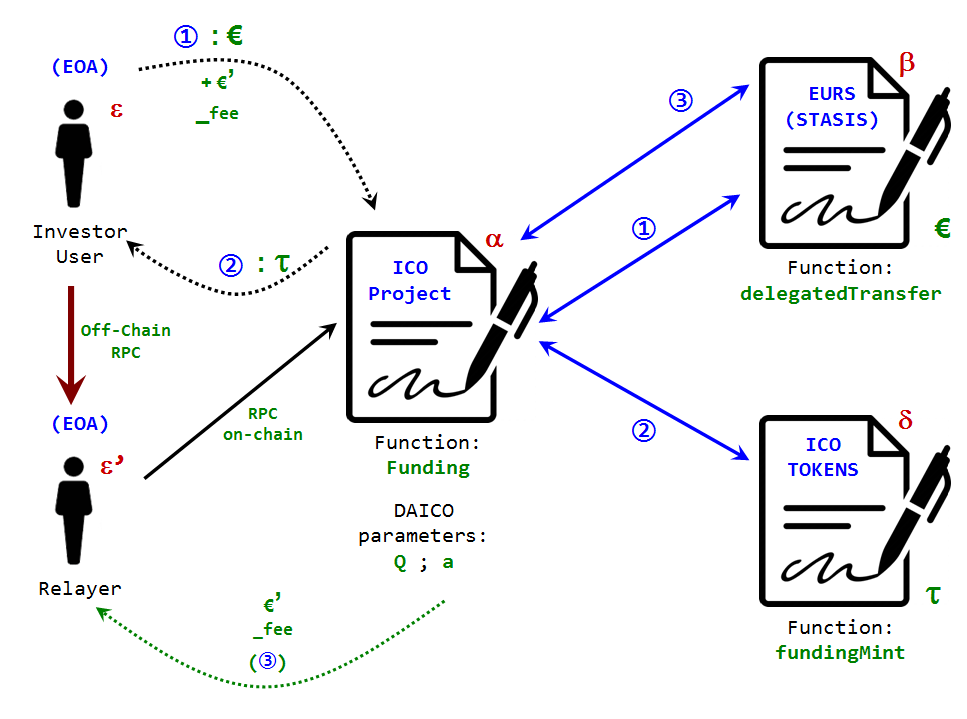 ① : €
+ €’
_fee
(EOA)
ε
Investor
User
② : τ
Off-Chain
RPC
(EOA)
ε’
Relayer
RPC
on-chain
α
ICO
Project
Function:
Funding
DAICO
parameters:
Q ; a
€’
_fee
(③)
③
①
②
β
EURS
(STASIS)
€
Function:
delegatedTransfer
δ
ICO
TOKENS
τ
Function:
fundingMint